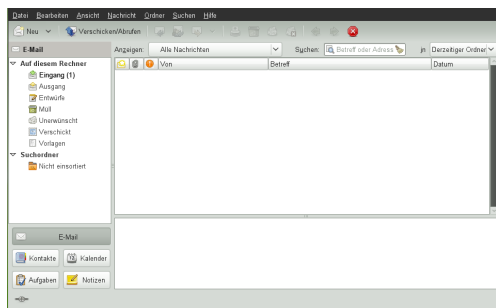 Datei Bearbeiten Ansicht Nachricht Ordner Suchen Hilfe
Neu Verschicken/Abrufen
E-Mail Anzeigen: Alle Nachrichten Suchen: Betreff oder Adress in Derzeitiger Ordner
Von Betreff Datum
Auf diesem Rechner
Eingang (1)
Ausgang
Entwürfe
Müll
Unerwünscht
Verschickt
Vorlagen
Suchordner
Nicht einsortiert
E-Mail
Kontakte Kalender
Aufgaben Notizen